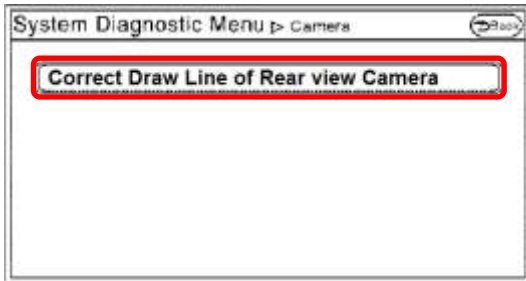 System Diagnostic Menu ▷ Camera
Back
Correct Draw Line of Rear view Camera